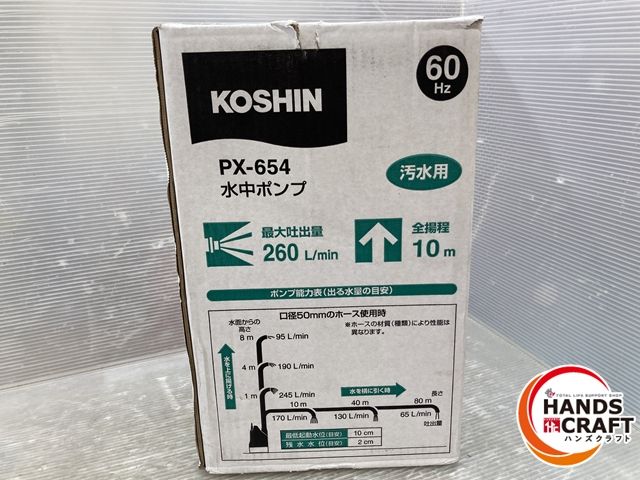 KOSHIN
60
Hz
PX-654
水中ポンプ
汚水用
最大吐出量
260 L/min
全揚程
10 m
ポンプ能力表(出る水量の目安)
口径50mmのホース使用時
※ホースの材質(種類)により性能は
異なります。
水面からの
高さ
8 m
95 L/min
4 m
190 L/min
1 m
245 L/min
水を上に揚げる時
水を横に引く時
長さ
10 m
40 m
80 m
170 L/min
130 L/min
65 L/min
吐出量
最低起動水位(目安)
10 cm
残水水位(目安)
2 cm
TOTAL LIFE SUPPORT SHOP
HANDS
CRAFT
ハンズクラフト